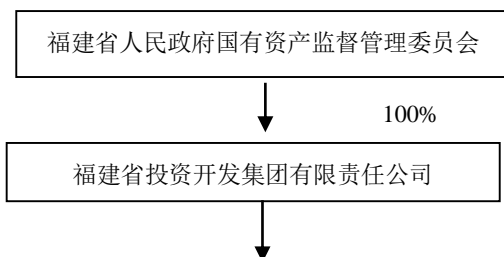 福建省人民政府国有资产监督管理委员会
100%
福建省投资开发集团有限责任公司